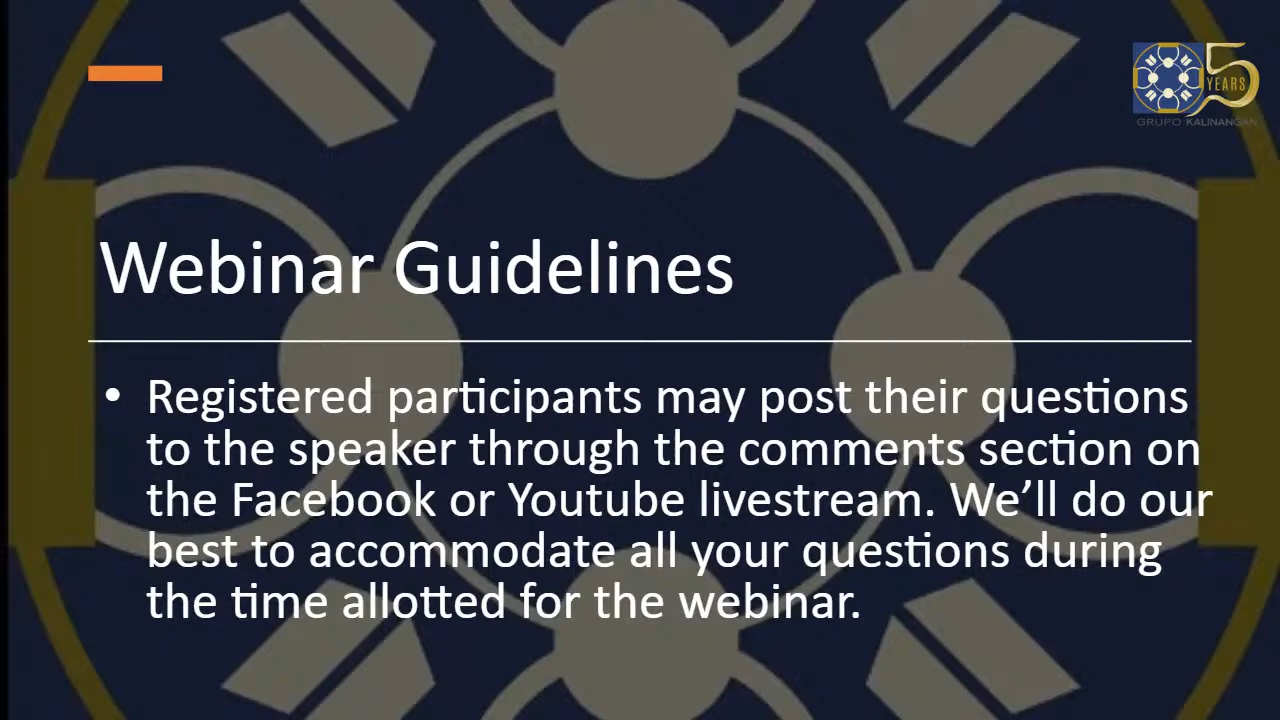 5
YEARS
GRUPO KALINANGAN
Webinar Guidelines
• Registered participants may post their questions
to the speaker through the comments section on
the Facebook or Youtube livestream. We’ll do our
best to accommodate all your questions during
the time allotted for the webinar.